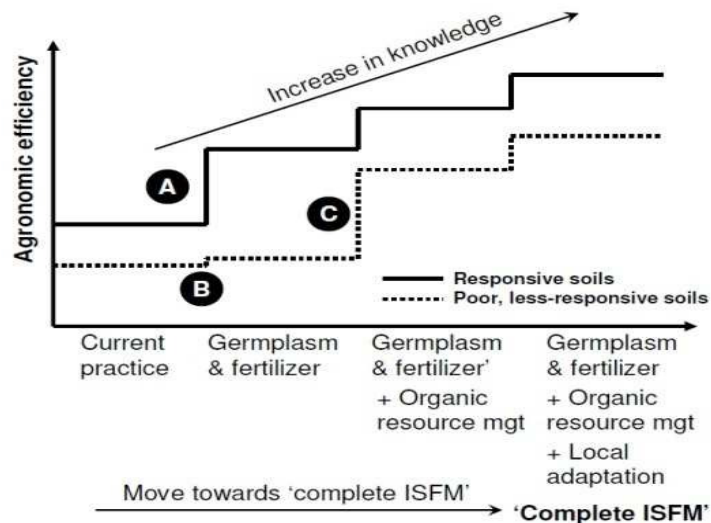 Increase in knowledge
Agronomic efficiency
A
C
B
Responsive soils
Poor, less-responsive soils
Current
practice
Germplasm
& fertilizer
Germplasm
& fertilizer’
+ Organic
resource mgt
Germplasm
& fertilizer
+ Organic
resource mgt
+ Local
adaptation
Move towards ‘complete ISFM’
‘Complete ISFM’